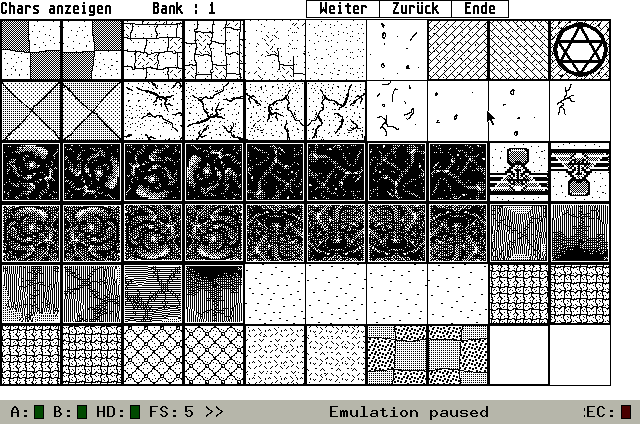 Chars anzeigen Bank : 1 Weiter Zurück Ende
A: B: HD: FS: 5 >> Emulation paused :EC: